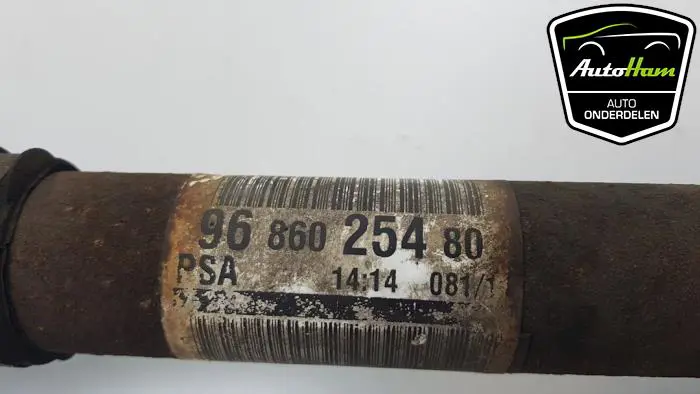 AutoHam
AUTO
ONDERDELEN
96 860 254 80
PSA 14:14 081/1